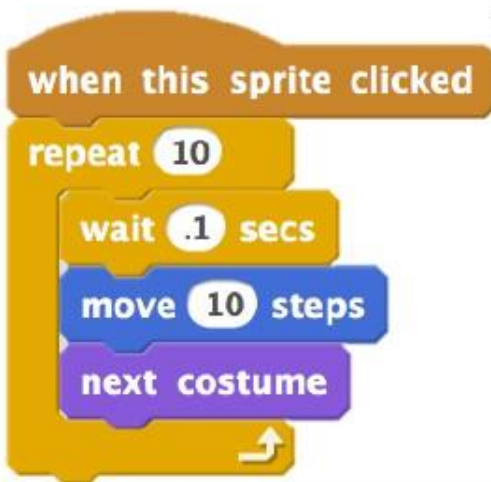 when this sprite clicked
repeat 10
wait .1 secs
move 10 steps
next costume